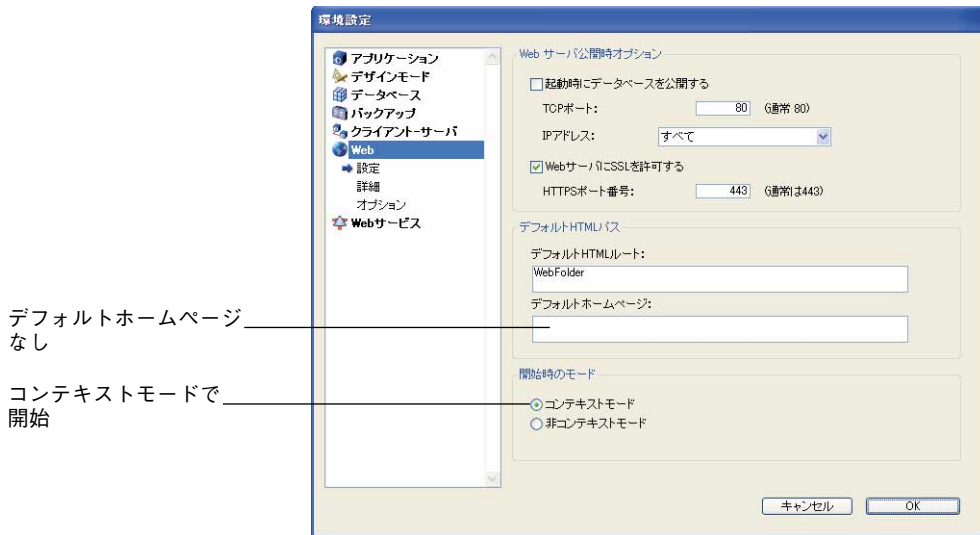 環境設定
アプリケーション
デザインモード
データベース
バックアップ
クライアント-サーバ
Web
設定
詳細
オプション
Webサービス
Web サーバ公開時オプション
起動時にデータベースを公開する
TCPポート:
80
(通常 80)
IPアドレス:
すべて
WebサーバにSSLを許可する
HTTPSポート番号:
443
(通常は443)
デフォルトHTMLパス
デフォルトHTMLルート:
WebFolder
デフォルトホームページ:
開始時のモード
コンテキストモード
非コンテキストモード
キャンセル
OK
デフォルトホームページ
なし
コンテキストモードで
開始